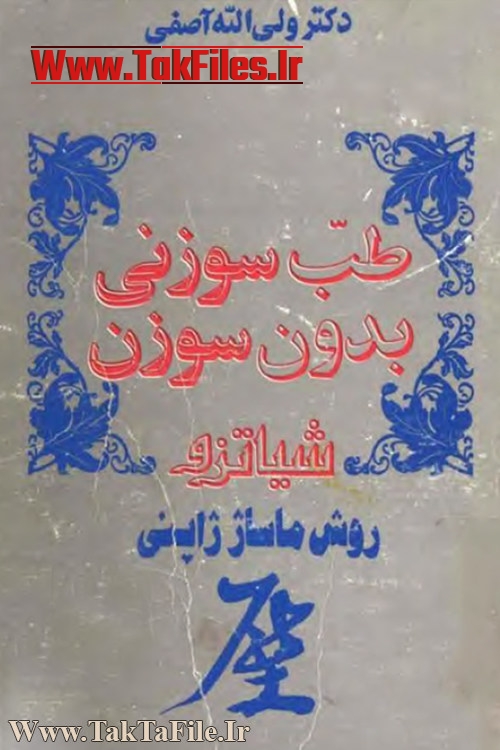 دکتر ولی الله آصفی
Www.TakFiles.Ir
طبّ سوزنی
بدون سوزن
شیاتزو
روش ماساژ ژاپنی
Www.TakTaFile.Ir